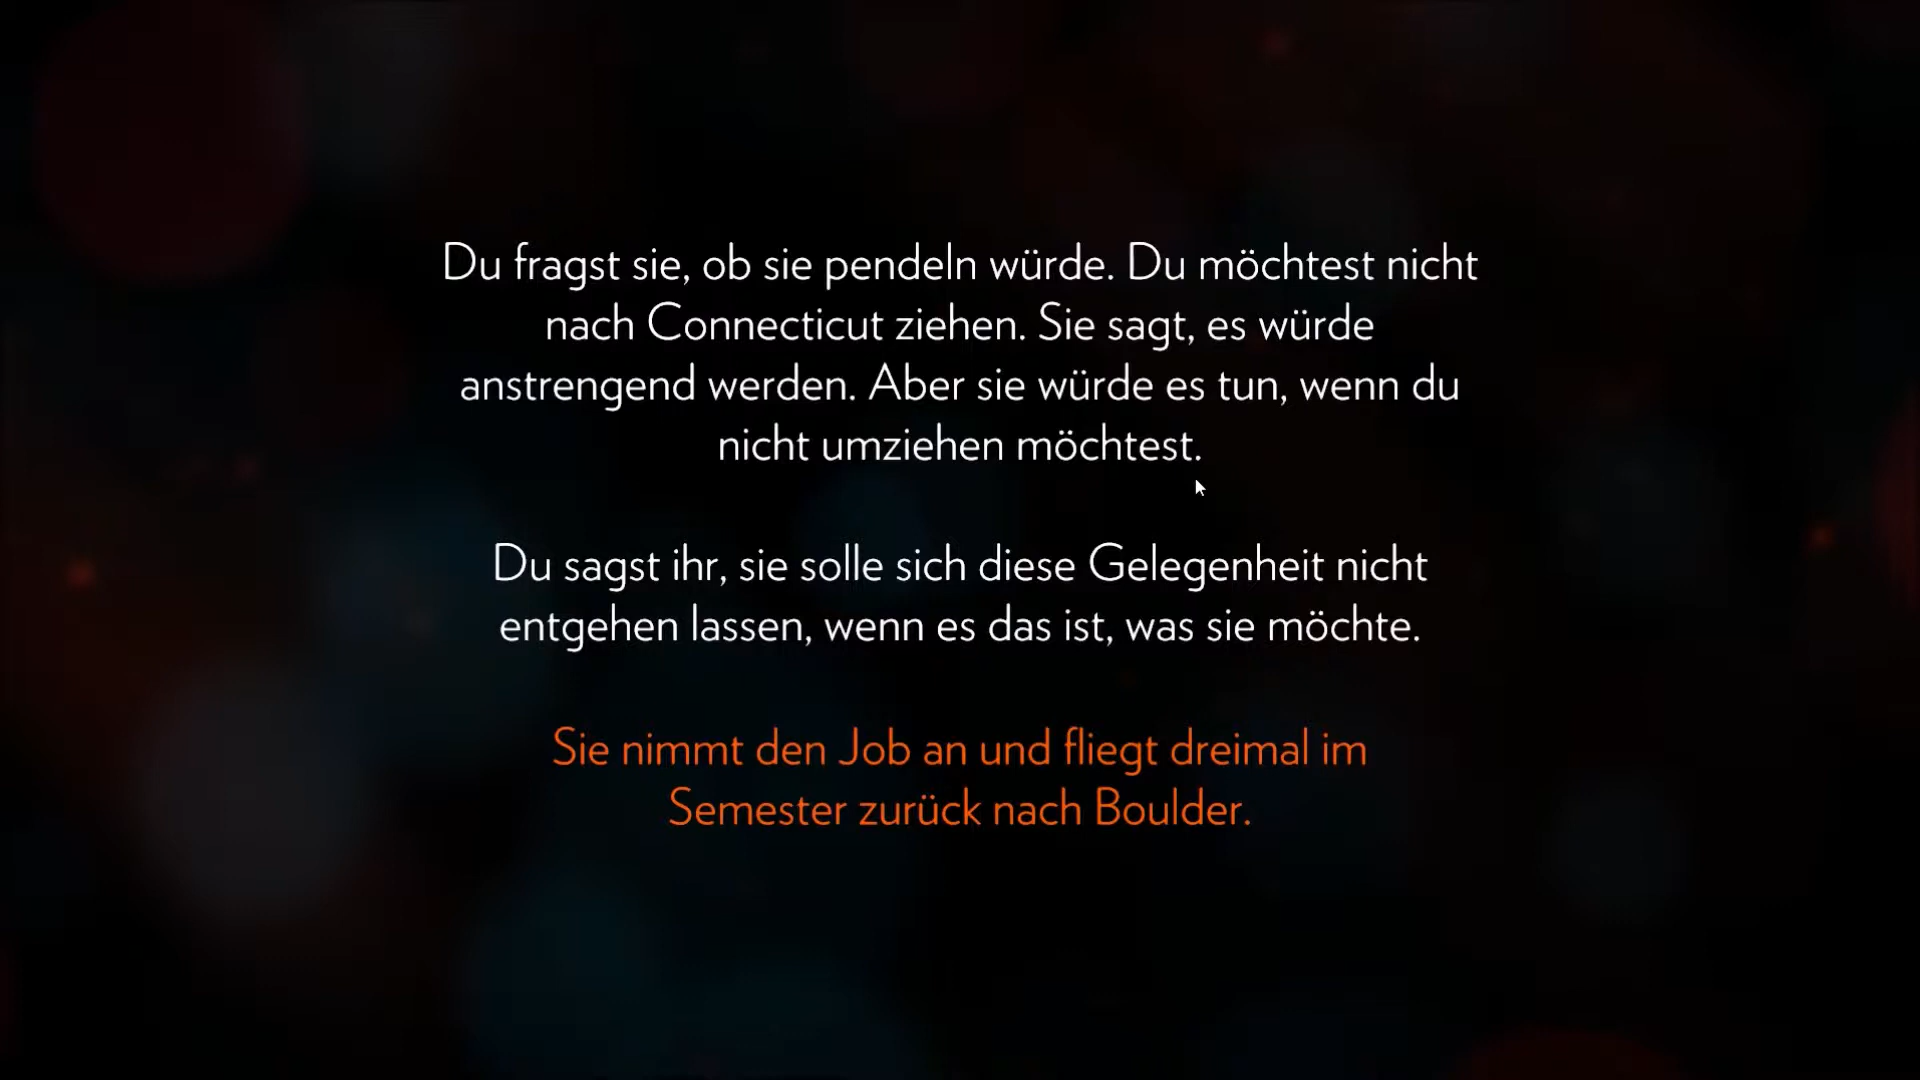 Du fragst sie, ob sie pendeln würde. Du möchtest nicht
nach Connecticut ziehen. Sie sagt, es würde
anstrengend werden. Aber sie würde es tun, wenn du
nicht umziehen möchtest.
Du sagst ihr, sie solle sich diese Gelegenheit nicht
entgehen lassen, wenn es das ist, was sie möchte.
Sie nimmt den Job an und fliegt dreimal im
Semester zurück nach Boulder.